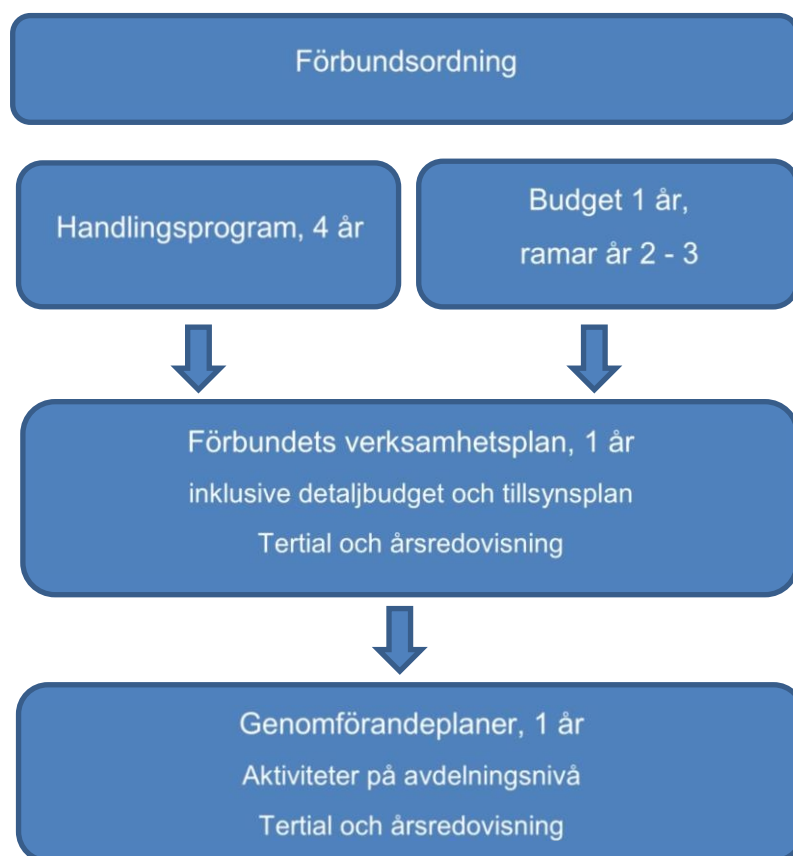 Förbundsordning
Handlingsprogram, 4 år
Budget 1 år,
ramar år 2 - 3
Förbundets verksamhetsplan, 1 år
inklusive detaljbudget och tillsynsplan
Tertial och årsredovisning
Genomförandeplaner, 1 år
Aktiviteter på avdelningsnivå
Tertial och årsredovisning